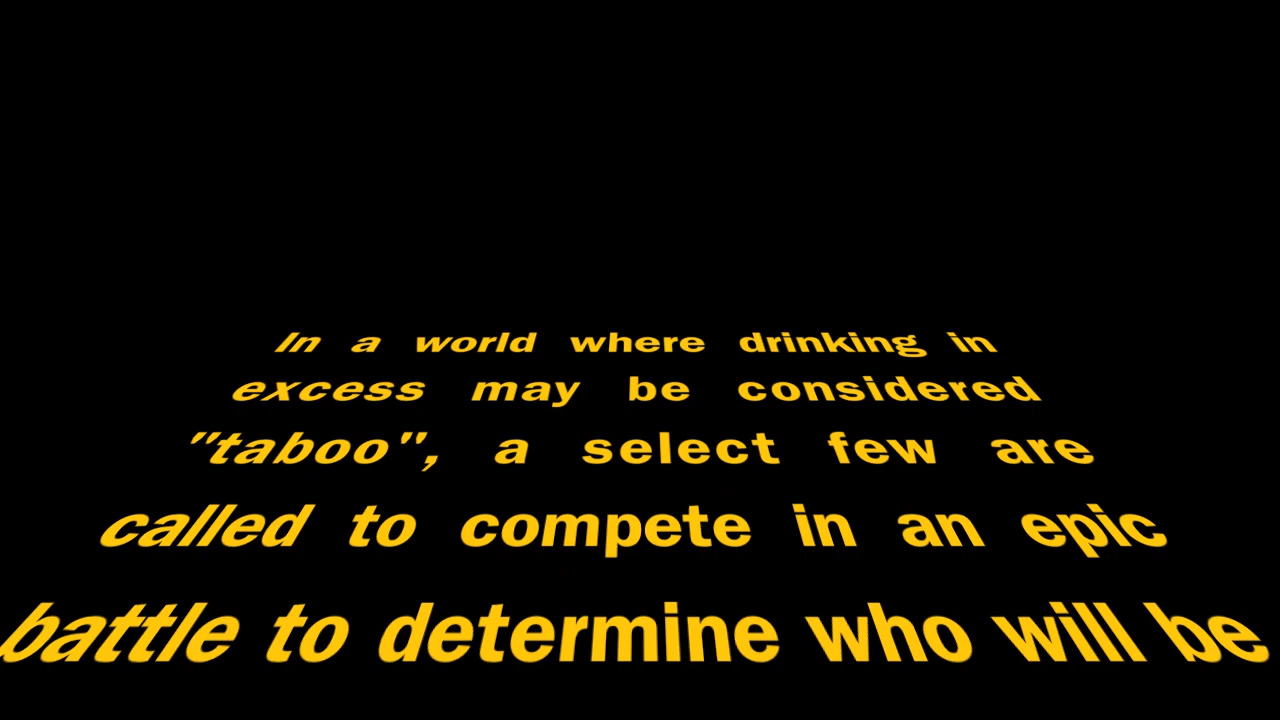 In a world where drinking in
excess may be considered
"taboo", a select few are
called to compete in an epic
battle to determine who will be